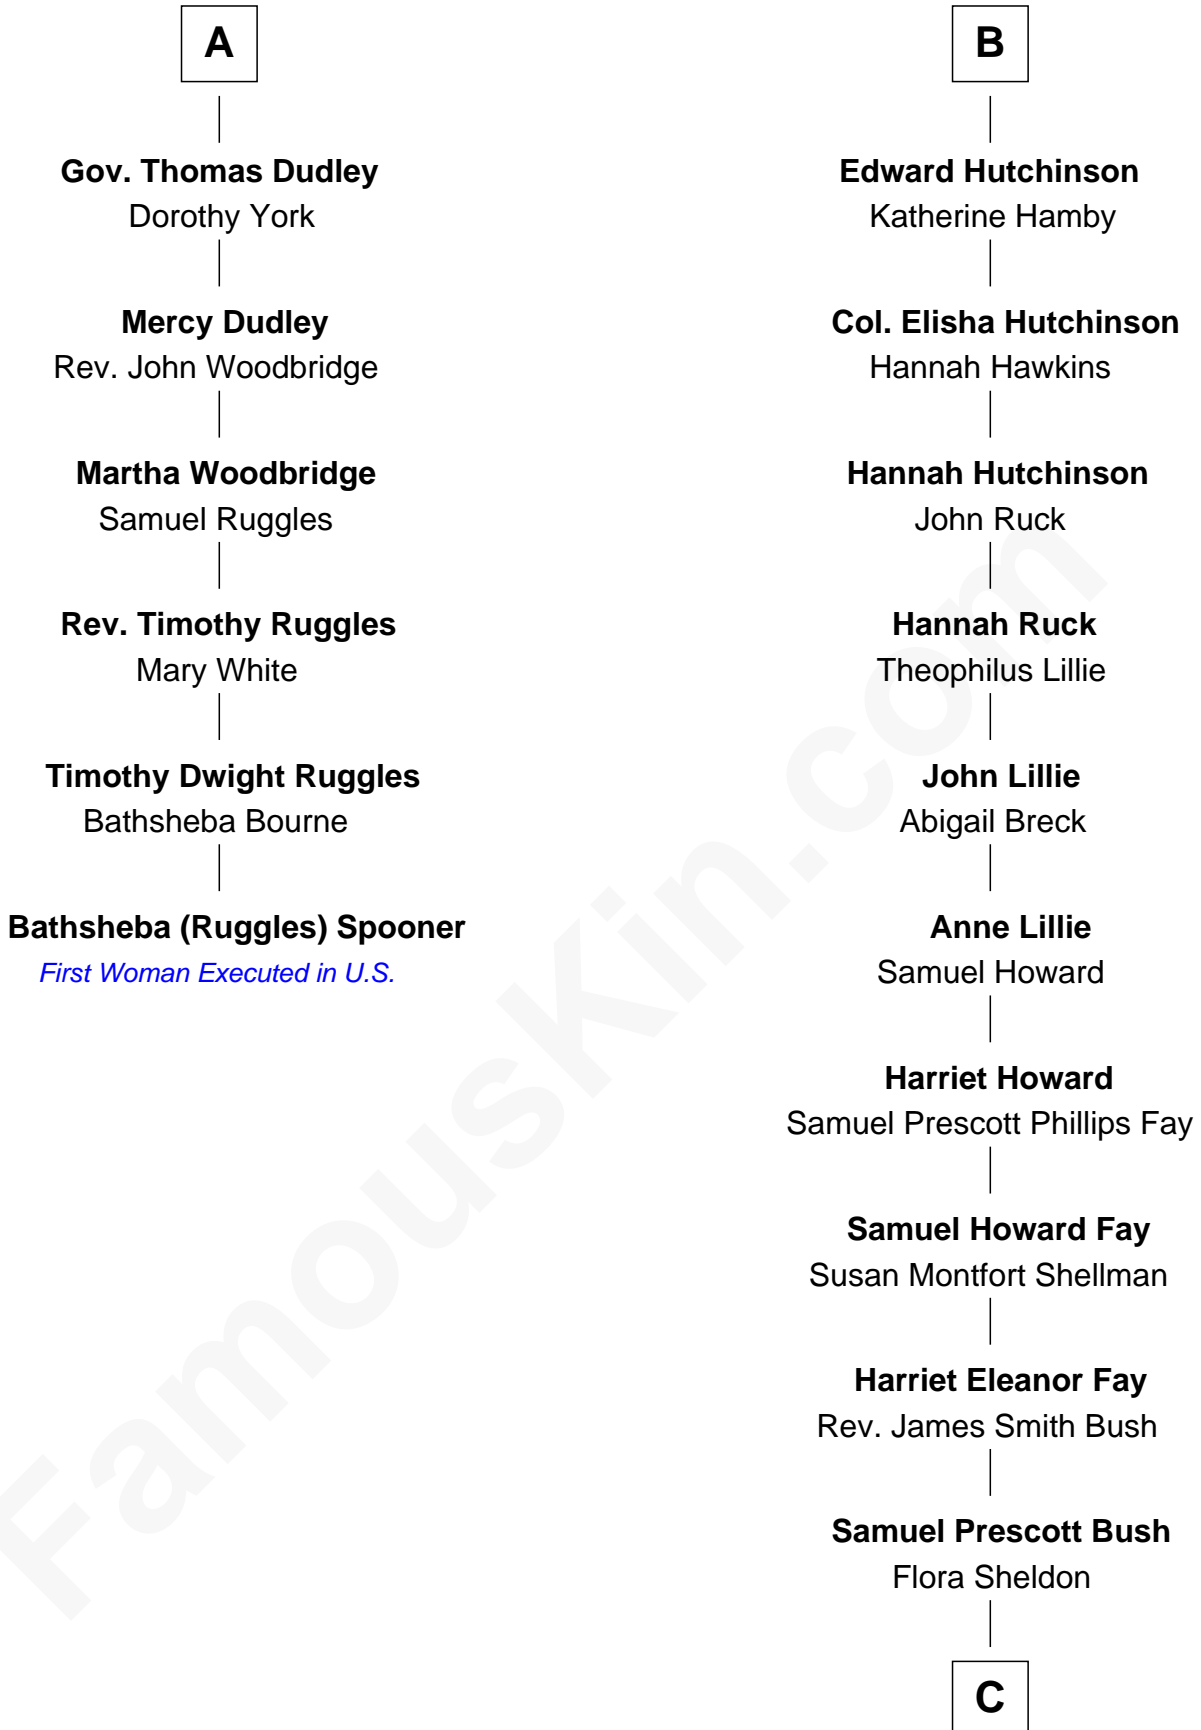 A
Gov. Thomas Dudley
Dorothy York
Mercy Dudley
Rev. John Woodbridge
Martha Woodbridge
Samuel Ruggles
Rev. Timothy Ruggles
Mary White
Timothy Dwight Ruggles
Bathsheba Bourne
Bathsheba (Ruggles) Spooner
First Woman Executed in U.S.
B
Edward Hutchinson
Katherine Hamby
Col. Elisha Hutchinson
Hannah Hawkins
Hannah Hutchinson
John Ruck
Hannah Ruck
Theophilus Lillie
John Lillie
Abigail Breck
Anne Lillie
Samuel Howard
Harriet Howard
Samuel Prescott Phillips Fay
Samuel Howard Fay
Susan Montfort Shellman
Harriet Eleanor Fay
Rev. James Smith Bush
Samuel Prescott Bush
Flora Sheldon
C
FamousKin.com